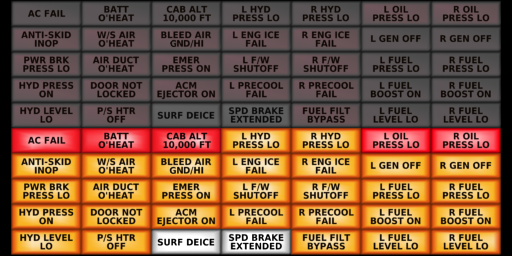 AC FAIL
BATT
O'HEAT
CAB ALT
10,000 FT
L HYD
PRESS LO
R HYD
PRESS LO
L OIL
PRESS LO
R OIL
PRESS LO
ANTI-SKID
INOP
W/S AIR
O'HEAT
BLEED AIR
GND/HI
L ENG ICE
FAIL
R ENG ICE
FAIL
L GEN OFF
R GEN OFF
PWR BRK
PRESS LO
AIR DUCT
O'HEAT
EMER
PRESS ON
L F/W
SHUTOFF
R F/W
SHUTOFF
L FUEL
PRESS LO
R FUEL
PRESS LO
HYD PRESS
ON
DOOR NOT
LOCKED
ACM
EJECTOR ON
L PRECOOL
FAIL
R PRECOOL
FAIL
L FUEL
BOOST ON
R FUEL
BOOST ON
HYD LEVEL
LO
P/S HTR
OFF
SURF DEICE
SPD BRAKE
EXTENDED
FUEL FILT
BYPASS
L FUEL
LEVEL LO
R FUEL
LEVEL LO
AC FAIL
BATT
O'HEAT
CAB ALT
10,000 FT
L HYD
PRESS LO
R HYD
PRESS LO
L OIL
PRESS LO
R OIL
PRESS LO
ANTI-SKID
INOP
W/S AIR
O'HEAT
BLEED AIR
GND/HI
L ENG ICE
FAIL
R ENG ICE
FAIL
L GEN OFF
R GEN OFF
PWR BRK
PRESS LO
AIR DUCT
O'HEAT
EMER
PRESS ON
L F/W
SHUTOFF
R F/W
SHUTOFF
L FUEL
PRESS LO
R FUEL
PRESS LO
HYD PRESS
ON
DOOR NOT
LOCKED
ACM
EJECTOR ON
L PRECOOL
FAIL
R PRECOOL
FAIL
L FUEL
BOOST ON
R FUEL
BOOST ON
HYD LEVEL
LO
P/S HTR
OFF
SURF DEICE
SPD BRAKE
EXTENDED
FUEL FILT
BYPASS
L FUEL
LEVEL LO
R FUEL
LEVEL LO